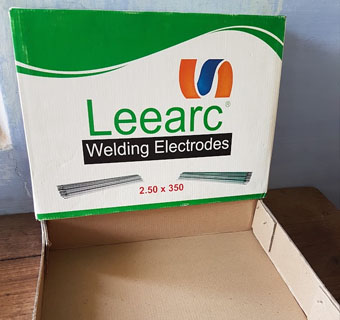 Leearc®
Welding Electrodes
2.50 x 350